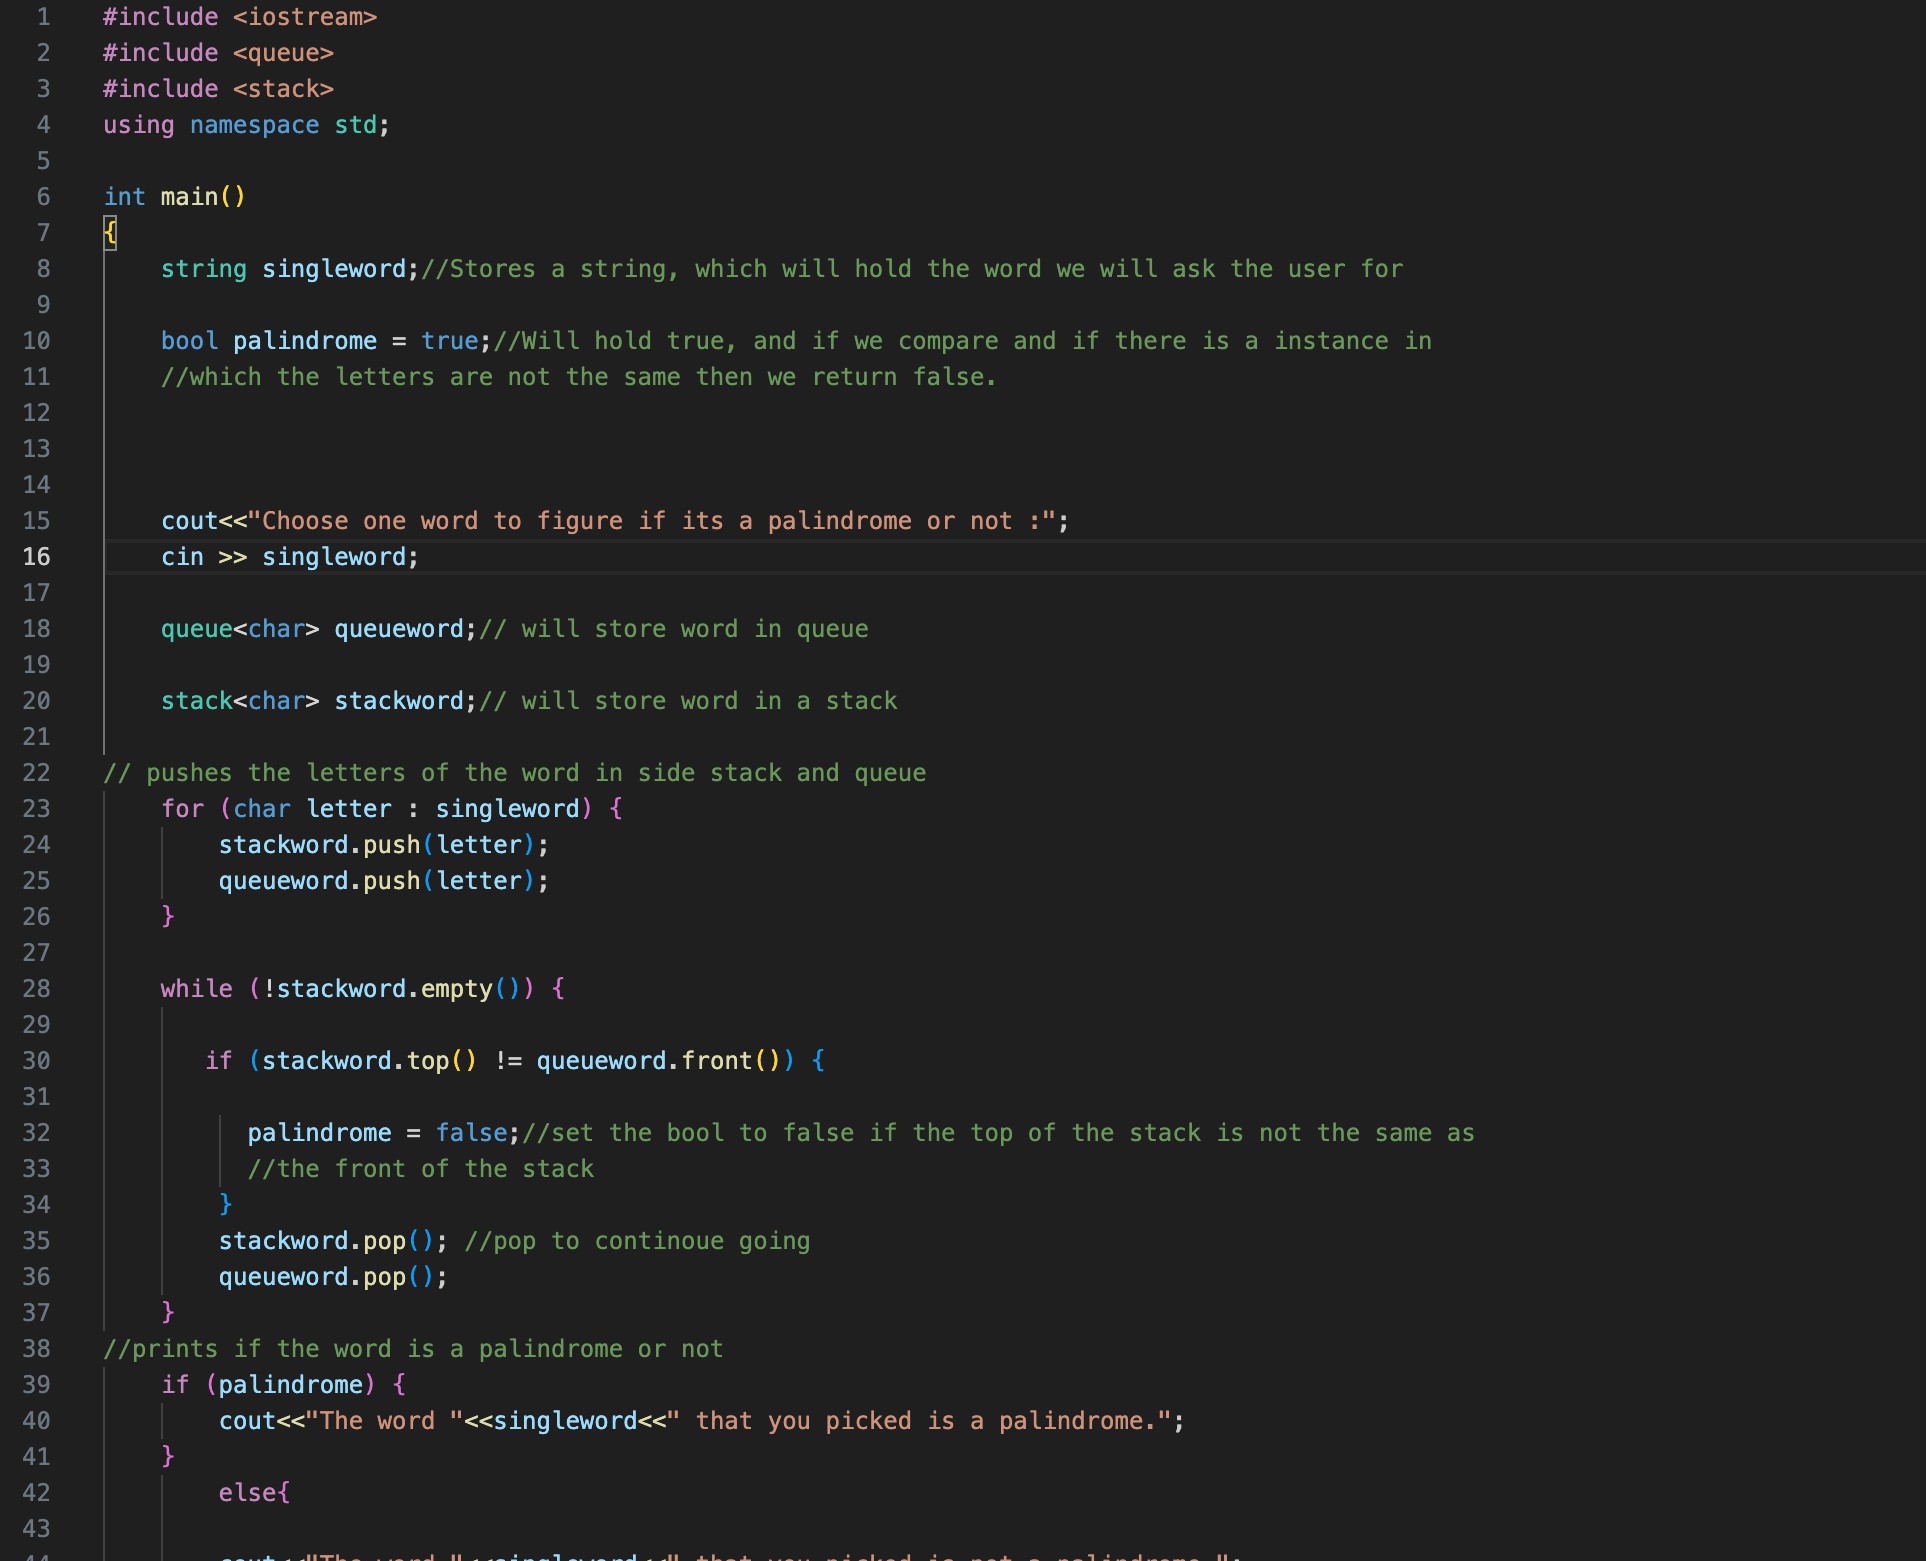 1 #include <iostream>
2 #include <queue>
3 #include <stack>
4 using namespace std;
5
6 int main()
7 {
8 string singleword;//Stores a string, which will hold the word we will ask the user for
9
10 bool palindrome = true;//Will hold true, and if we compare and if there is a instance in
11 //which the letters are not the same then we return false.
12
13
14
15 cout<<"Choose one word to figure if its a palindrome or not :";
16 cin >> singleword;
17
18 queue<char> queueword;// will store word in queue
19
20 stack<char> stackword;// will store word in a stack
21
22 // pushes the letters of the word in side stack and queue
23 for (char letter : singleword) {
24 stackword.push(letter);
25 queueword.push(letter);
26 }
27
28 while (!stackword.empty()) {
29
30 if (stackword.top() != queueword.front()) {
31
32 palindrome = false;//set the bool to false if the top of the stack is not the same as
33 //the front of the stack
34 }
35 stackword.pop(); //pop to continoue going
36 queueword.pop();
37 }
38 //prints if the word is a palindrome or not
39 if (palindrome) {
40 cout<<"The word "<<singleword<<" that you picked is a palindrome.";
41 }
42 else{
43
44 cout<<"The word "<<singleword<<" that you picked is not a palindrome.";